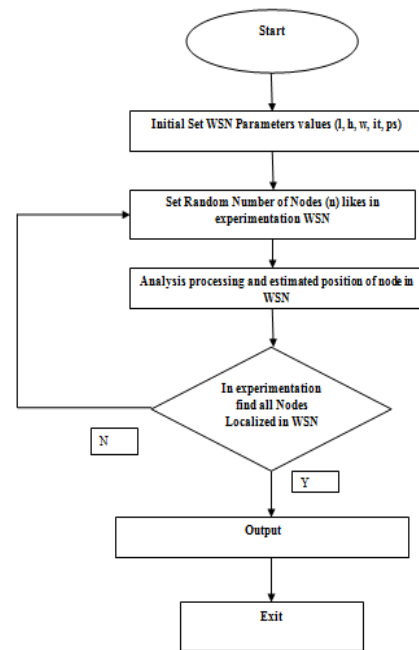 Start
Initial Set WSN Parameters values (l, h, w, it, ps)
Set Random Number of Nodes (n) likes in
experimentation WSN
Analysis processing and estimated position of node in
WSN
In experimentation
find all Nodes
Localized in WSN
N
Y
Output
Exit